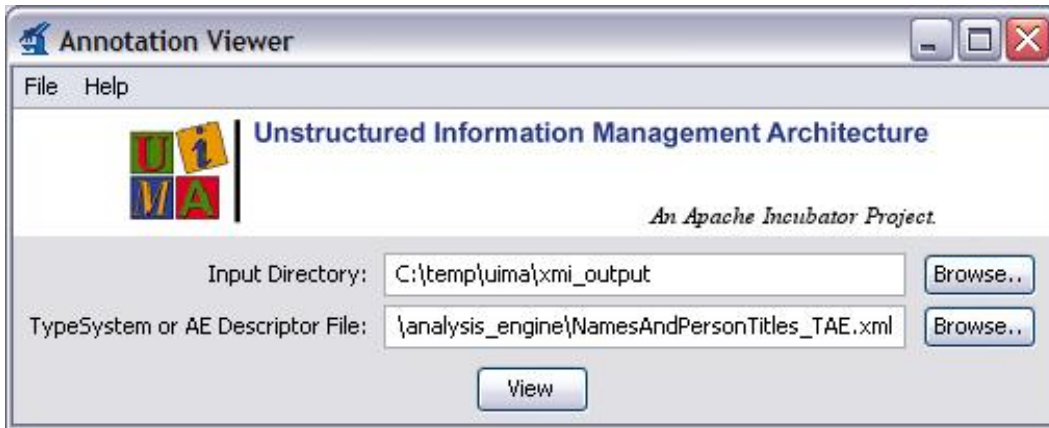 Annotation Viewer
File Help
UiMA
Unstructured Information Management Architecture
An Apache Incubator Project.
Input Directory: C:\temp\uima\xmi_output Browse..
TypeSystem or AE Descriptor File: \analysis_engine\NamesAndPersonTitles_TAE.xml Browse..
View